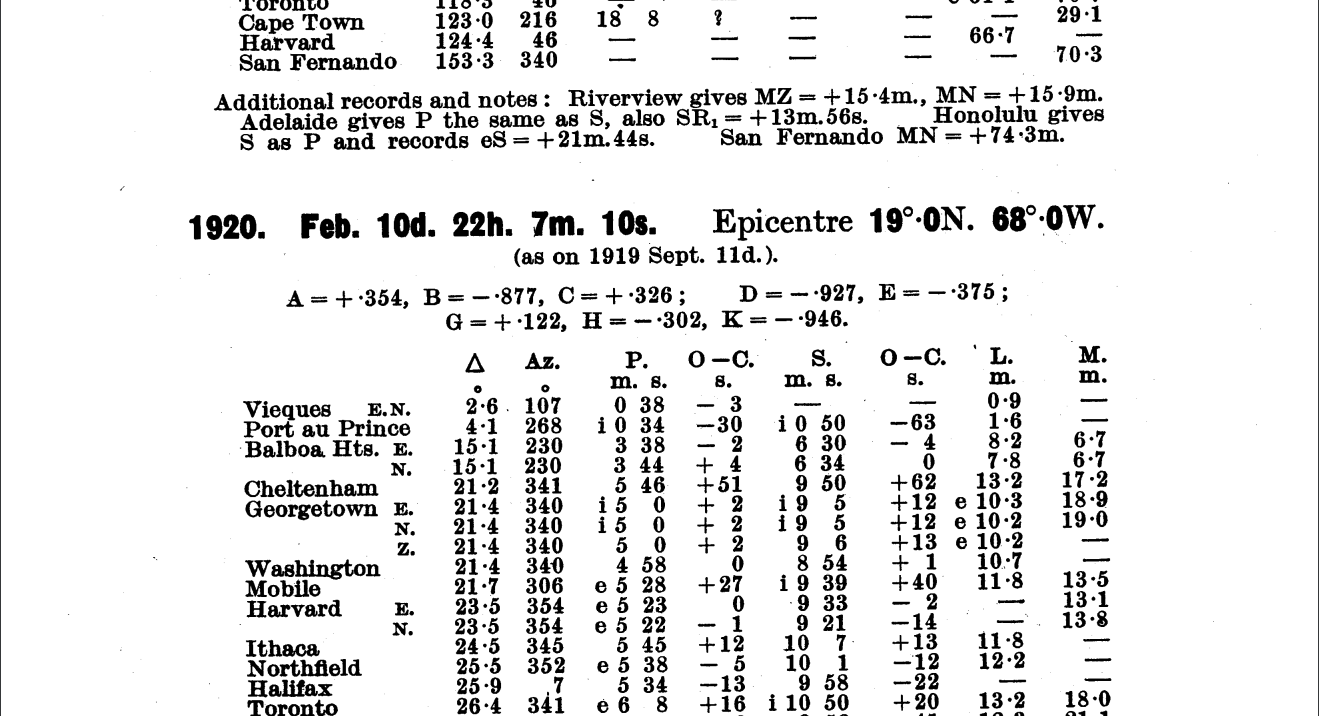 Toronto 118·3 46
Cape Town 123·0 216 18 8 ? — — — — 29·1
Harvard 124·4 46 — — — — 66·7 —
San Fernando 153·3 340 — — — — — 70·3
Additional records and notes: Riverview gives MZ = +15·4m., MN = +15·9m.
Adelaide gives P the same as S, also SR₁ = +13m.56s. Honolulu gives
S as P and records eS = +21m.44s. San Fernando MN = +74·3m.
1920. Feb. 10d. 22h. 7m. 10s. Epicentre 19°·0N. 68°·0W.
(as on 1919 Sept. 11d.).
A = + ·354, B = – ·877, C = + ·326; D = – ·927, E = – ·375;
G = + ·122, H = – ·302, K = – ·946.
Δ Az. P. O – C. S. O – C. L. M.
° ° m. s. s. m. s. s. m. m.
Vieques E.N. 2·6 107 0 38 – 3 — — 0·9 —
Port au Prince 4·1 268 i 0 34 –30 i 0 50 –63 1·6 —
Balboa Hts. E. 15·1 230 3 38 – 2 6 30 – 4 8·2 6·7
N. 15·1 230 3 44 + 4 6 34 0 7·8 6·7
Cheltenham 21·2 341 5 46 +51 9 50 +62 13·2 17·2
Georgetown E. 21·4 340 i 5 0 + 2 i 9 5 +12 e 10·3 18·9
N. 21·4 340 i 5 0 + 2 i 9 5 +12 e 10·2 19·0
Z. 21·4 340 5 0 + 2 9 6 +13 e 10·2 —
Washington 21·4 340 4 58 0 8 54 + 1 10·7 —
Mobile 21·7 306 e 5 28 +27 i 9 39 +40 11·8 13·5
Harvard E. 23·5 354 e 5 23 0 9 33 – 2 — 13·1
N. 23·5 354 e 5 22 – 1 9 21 –14 — 13·8
Ithaca 24·5 345 5 45 +12 10 7 +13 11·8 —
Northfield 25·5 352 e 5 38 – 5 10 1 –12 12·2 —
Halifax 25·9 7 5 34 –13 9 58 –22 — —
Toronto 26·4 341 e 6 8 +16 i 10 50 +20 13·2 18·0